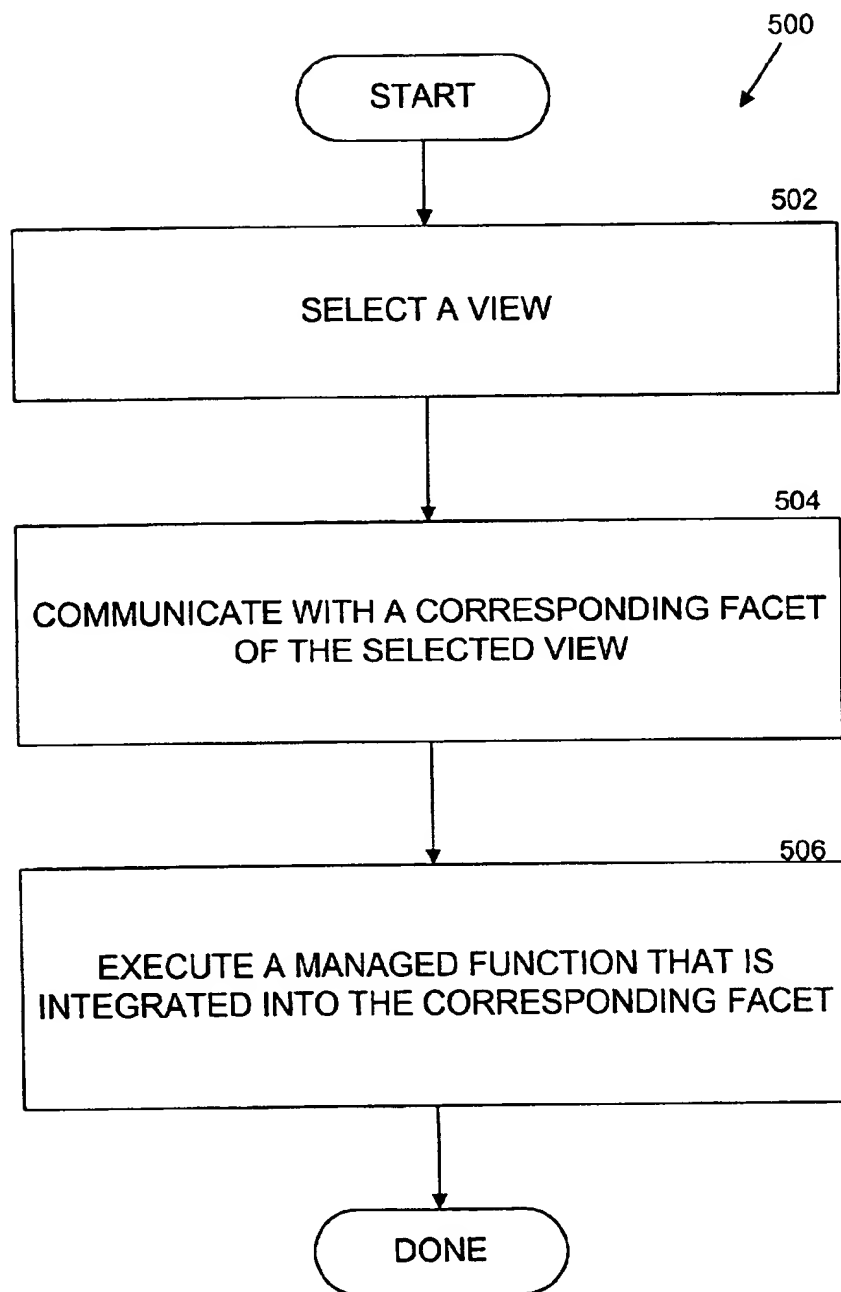 500
START
502
SELECT A VIEW
504
COMMUNICATE WITH A CORRESPONDING FACET
OF THE SELECTED VIEW
506
EXECUTE A MANAGED FUNCTION THAT IS
INTEGRATED INTO THE CORRESPONDING FACET
DONE